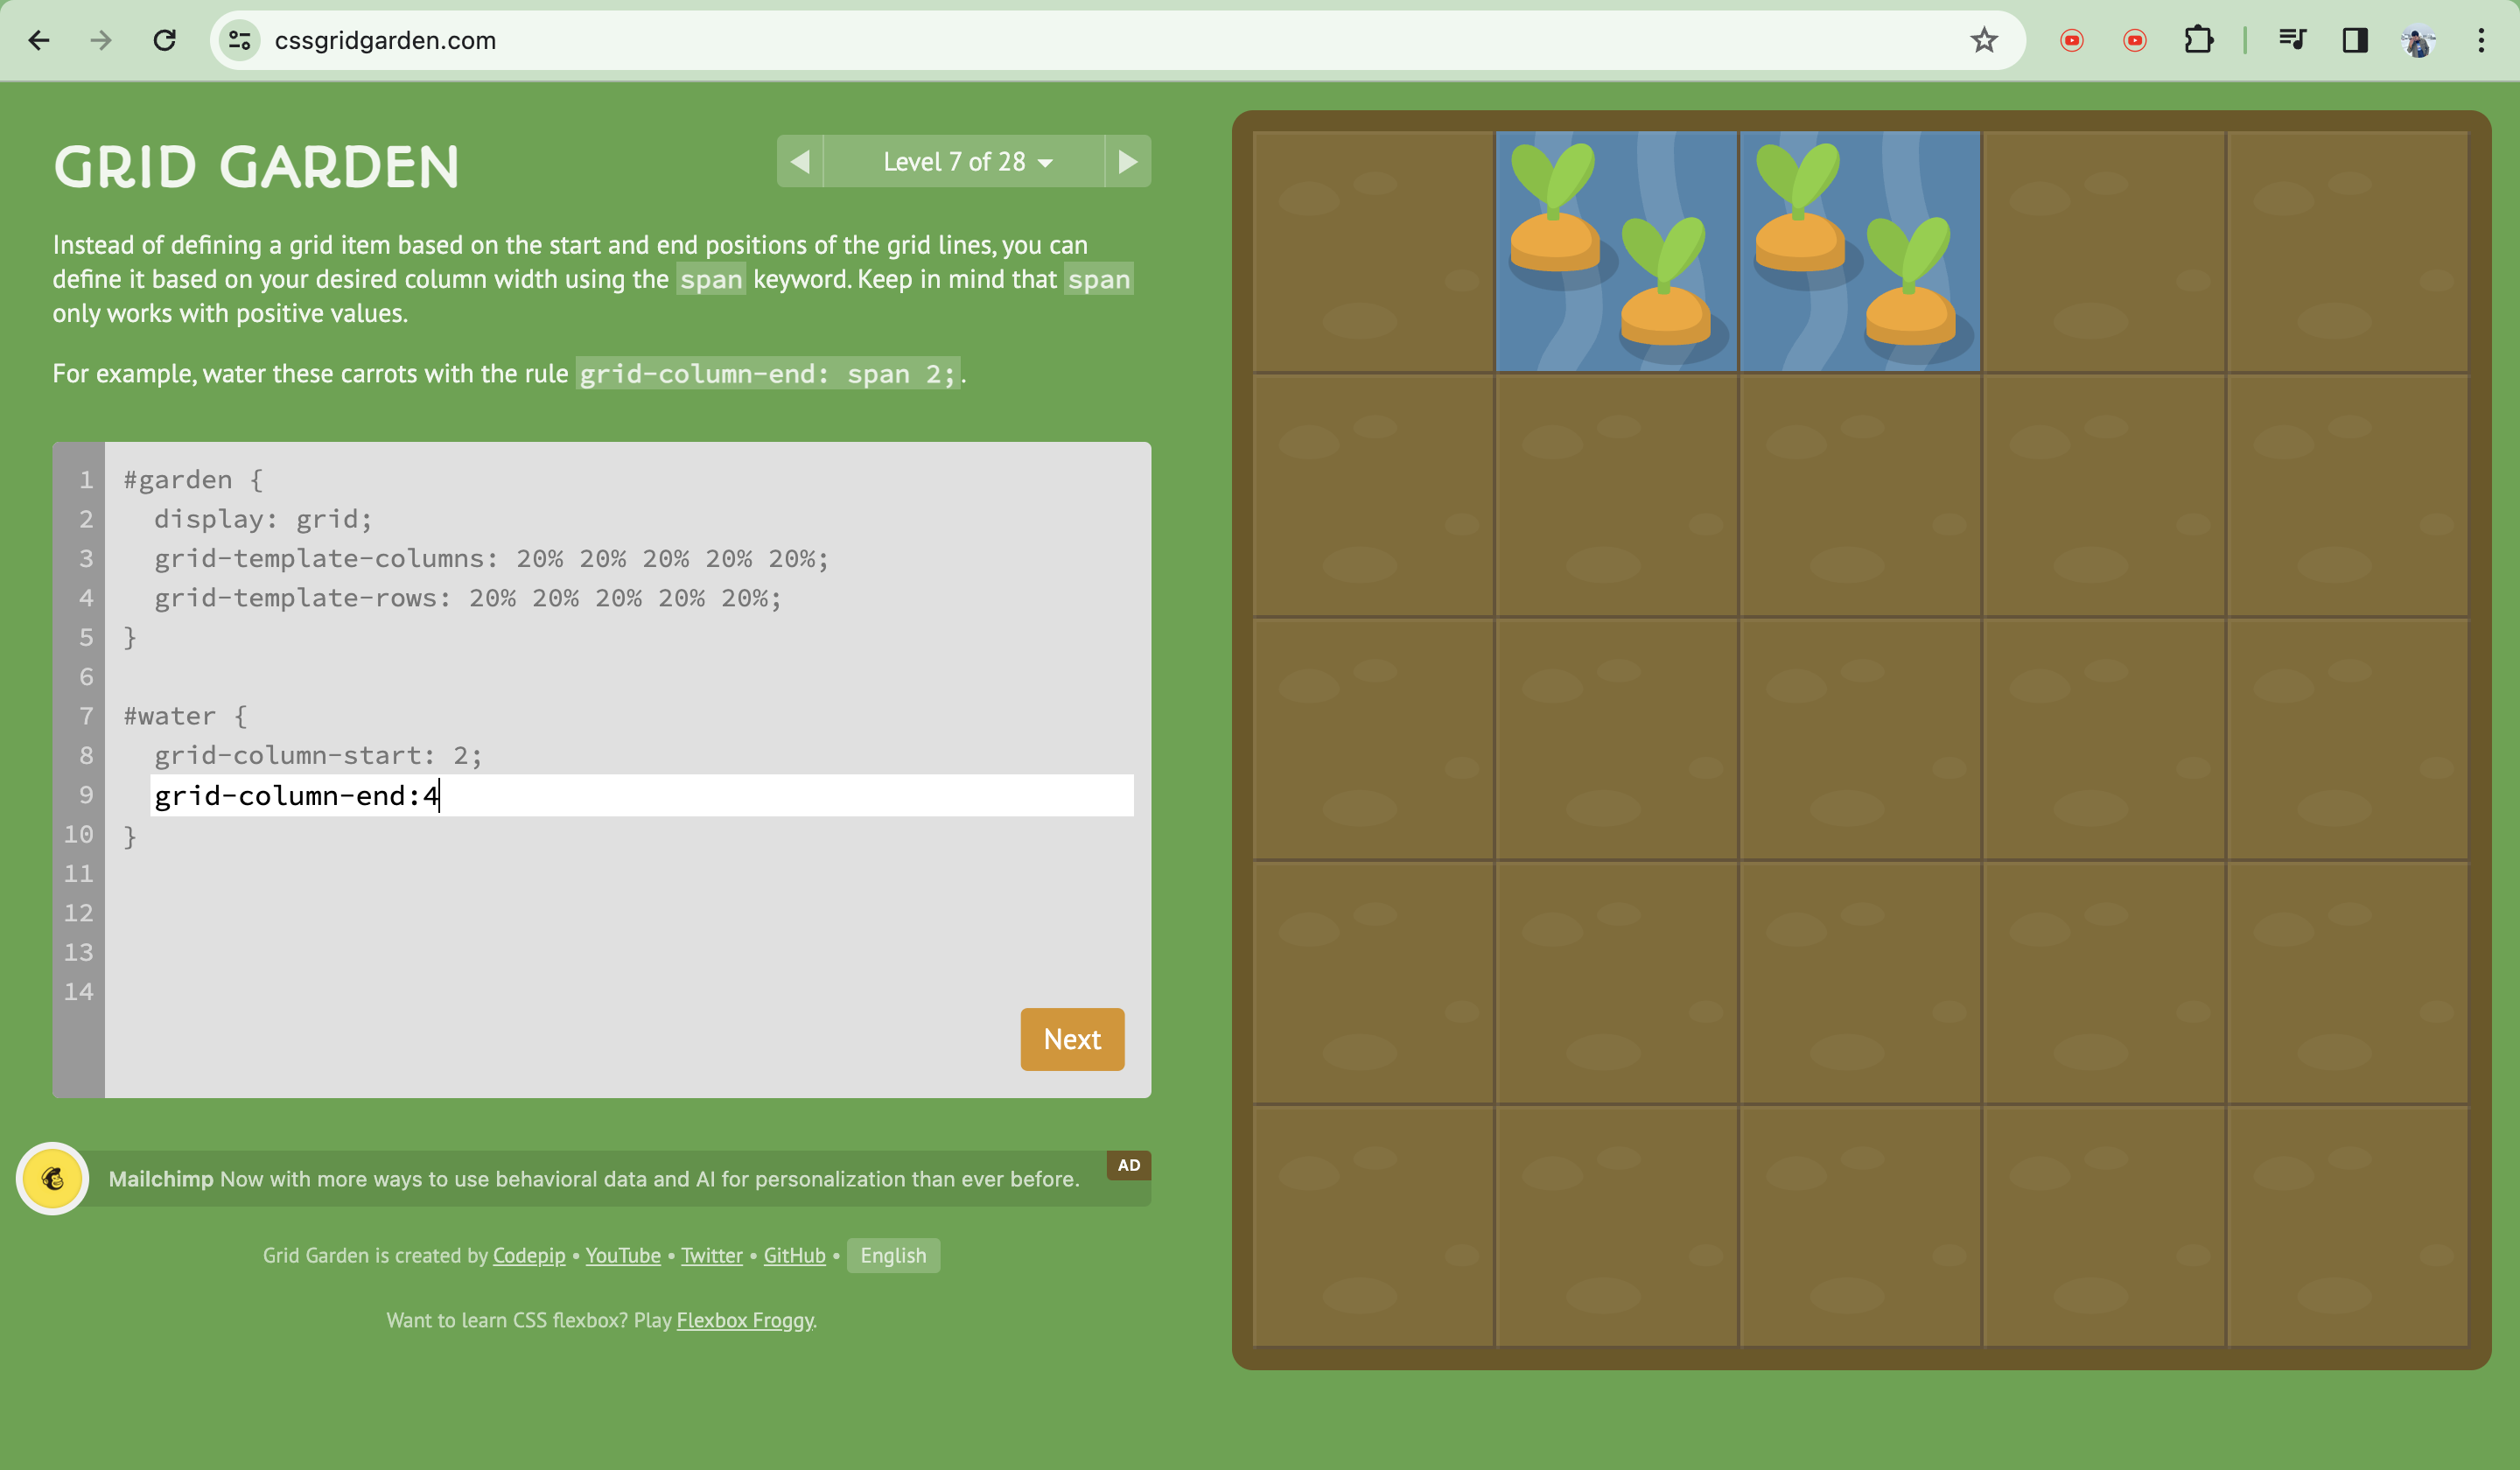 cssgridgarden.com
GRID GARDEN
Level 7 of 28
Instead of defining a grid item based on the start and end positions of the grid lines, you can
define it based on your desired column width using the span keyword. Keep in mind that span
only works with positive values.
For example, water these carrots with the rule grid-column-end: span 2;.
1 #garden {
2 display: grid;
3 grid-template-columns: 20% 20% 20% 20% 20%;
4 grid-template-rows: 20% 20% 20% 20% 20%;
5 }
6
7 #water {
8 grid-column-start: 2;
9 grid-column-end:4
10 }
11
12
13
14
Next
AD
Mailchimp Now with more ways to use behavioral data and AI for personalization than ever before.
Grid Garden is created by Codepip • YouTube • Twitter • GitHub • English
Want to learn CSS flexbox? Play Flexbox Froggy.